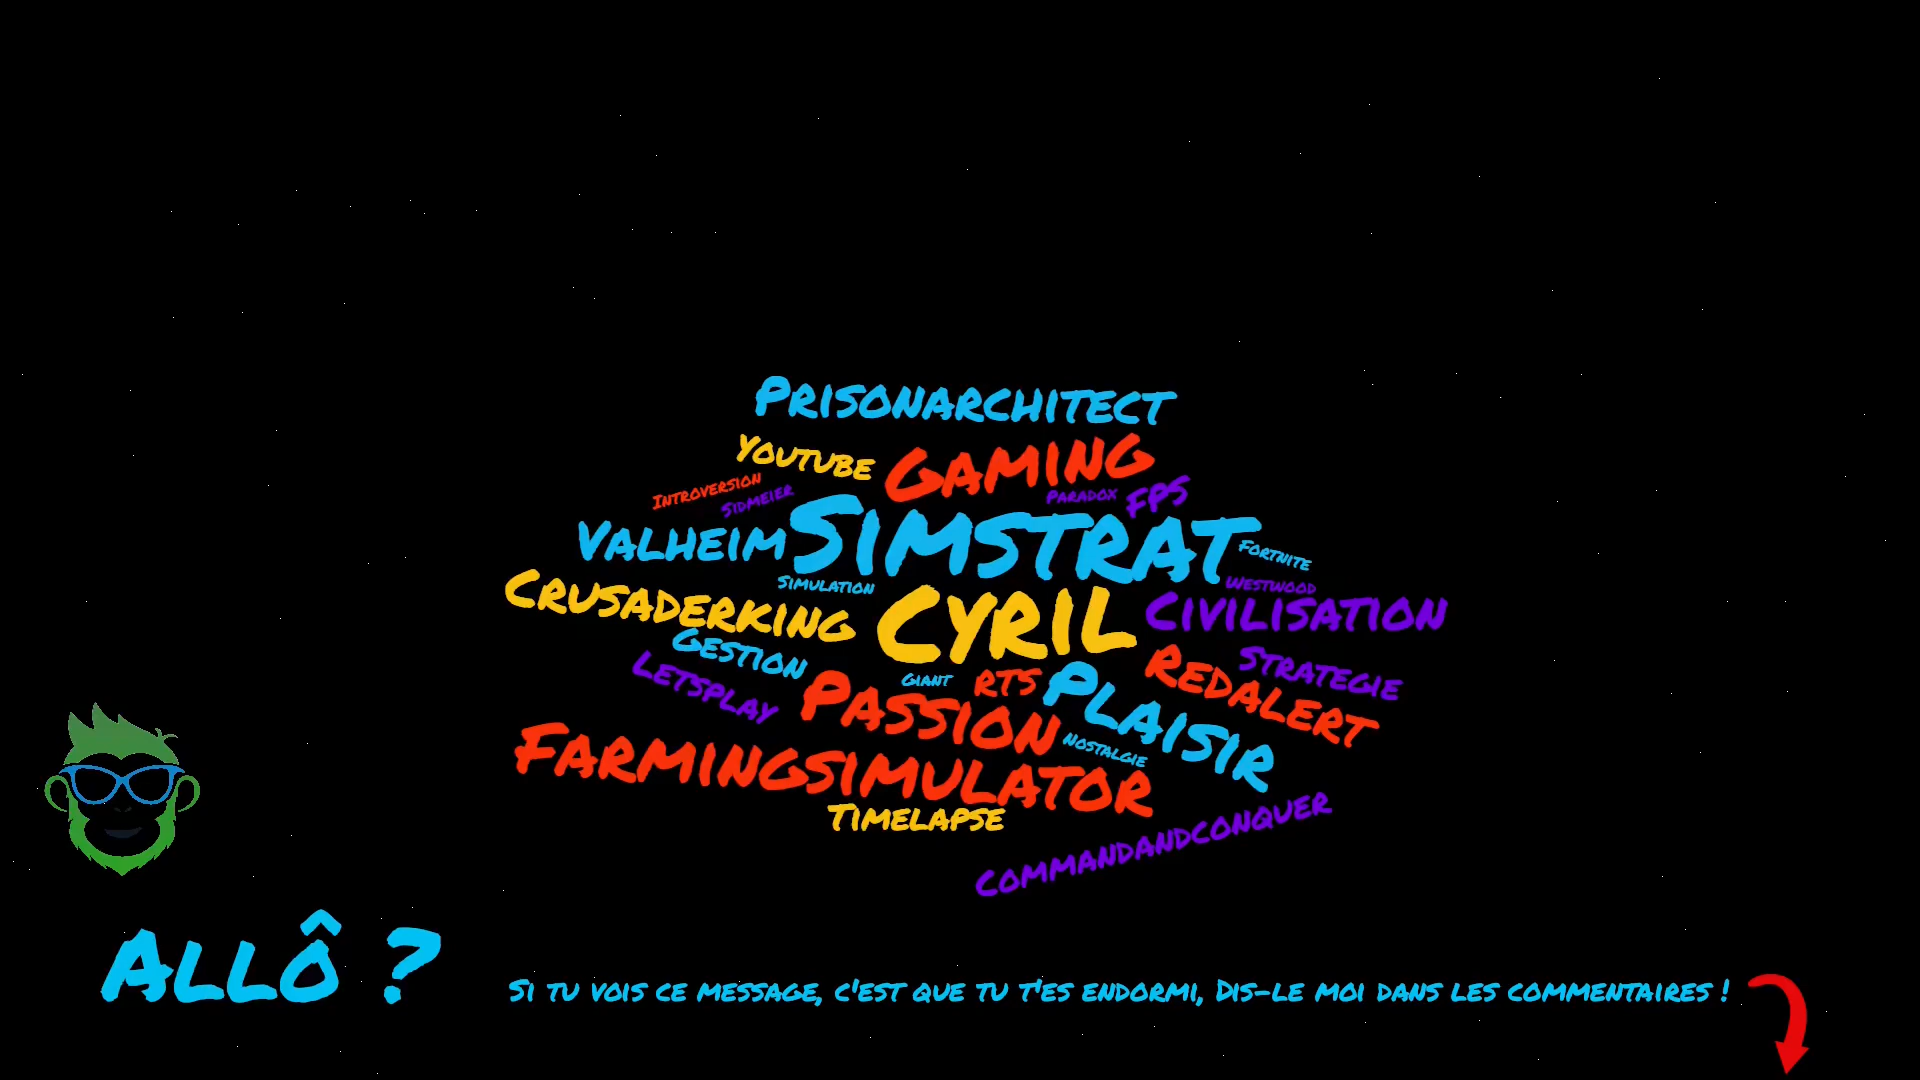 Prisonarchitect
Youtube
Gaming
Introversion
Sidmeier
Paradox
FPS
Valheim
Simstrat
Fortnite
Simulation
Westwood
Crusaderking
Cyril
Civilisation
Gestion
Strategie
Letsplay
Giant
RTS
Redalert
Passion
Plaisir
Nostalgie
Farmingsimulator
Timelapse
Commandandconquer
Allô ?
Si tu vois ce message, c'est que tu t'es endormi, Dis-le moi dans les commentaires !